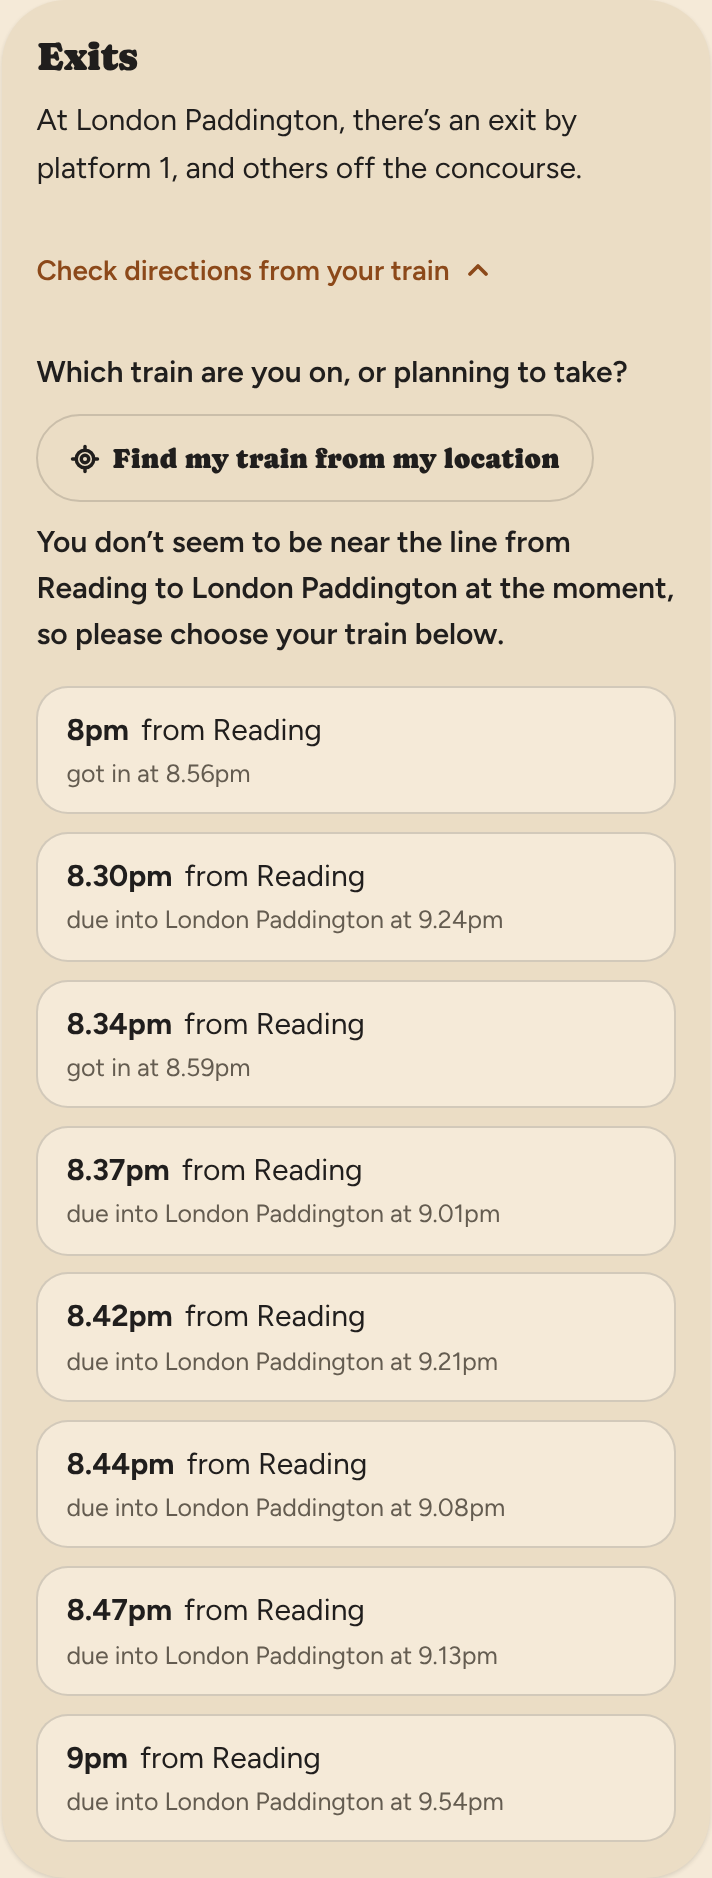 Exits
At London Paddington, there’s an exit by
platform 1, and others off the concourse.
Check directions from your train
Which train are you on, or planning to take?
Find my train from my location
You don’t seem to be near the line from
Reading to London Paddington at the moment,
so please choose your train below.
8pm from Reading
got in at 8.56pm
8.30pm from Reading
due into London Paddington at 9.24pm
8.34pm from Reading
got in at 8.59pm
8.37pm from Reading
due into London Paddington at 9.01pm
8.42pm from Reading
due into London Paddington at 9.21pm
8.44pm from Reading
due into London Paddington at 9.08pm
8.47pm from Reading
due into London Paddington at 9.13pm
9pm from Reading
due into London Paddington at 9.54pm